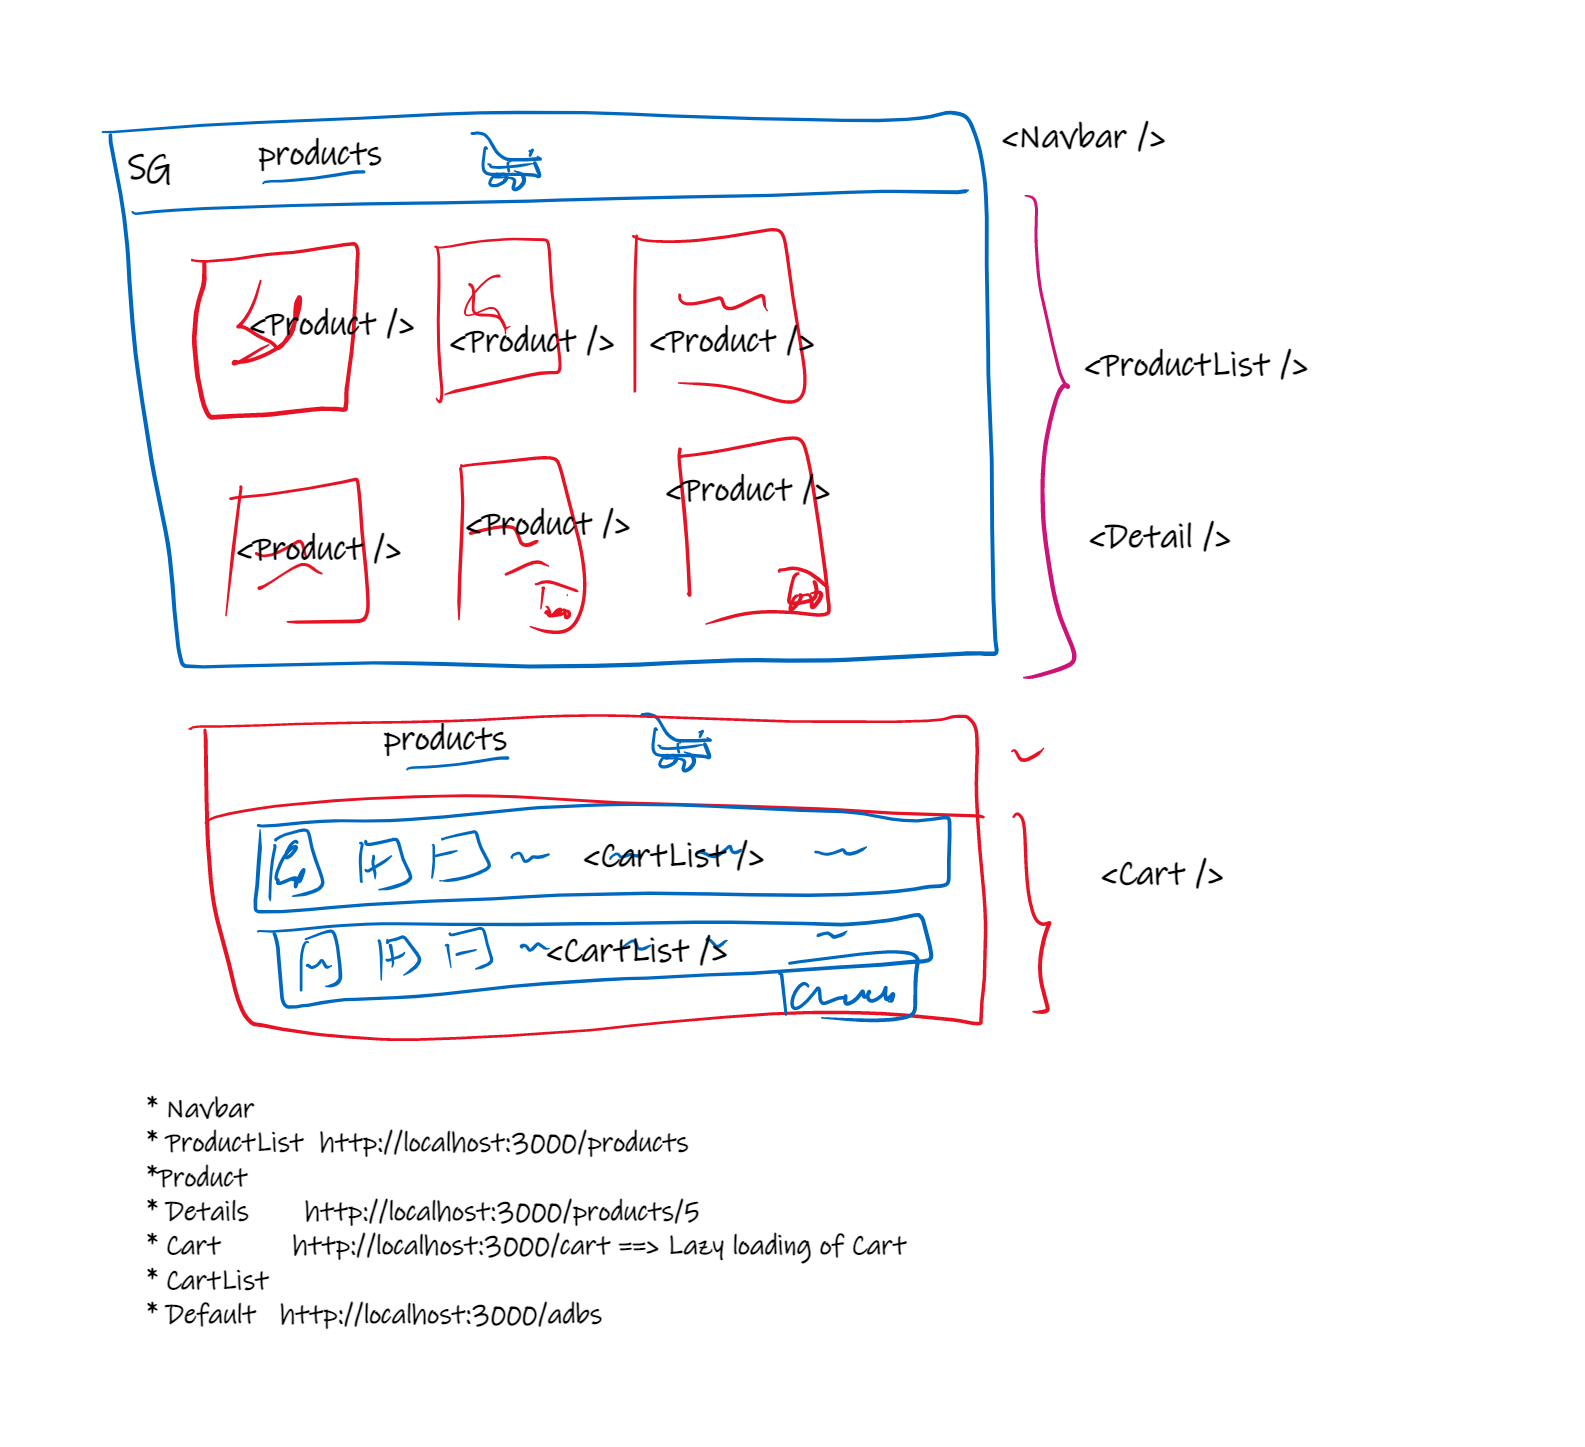 <Navbar />
SG products
<Product /> <Product /> <Product />
<ProductList />
<Product /> <Product /> <Product />
<Detail />
products
<CartList />
<Cart />
<CartList />
* Navbar
* ProductList http://localhost:3000/products
*Product
* Details http://localhost:3000/products/5
* Cart http://localhost:3000/cart ==> Lazy loading of Cart
* CartList
* Default http://localhost:3000/adbs